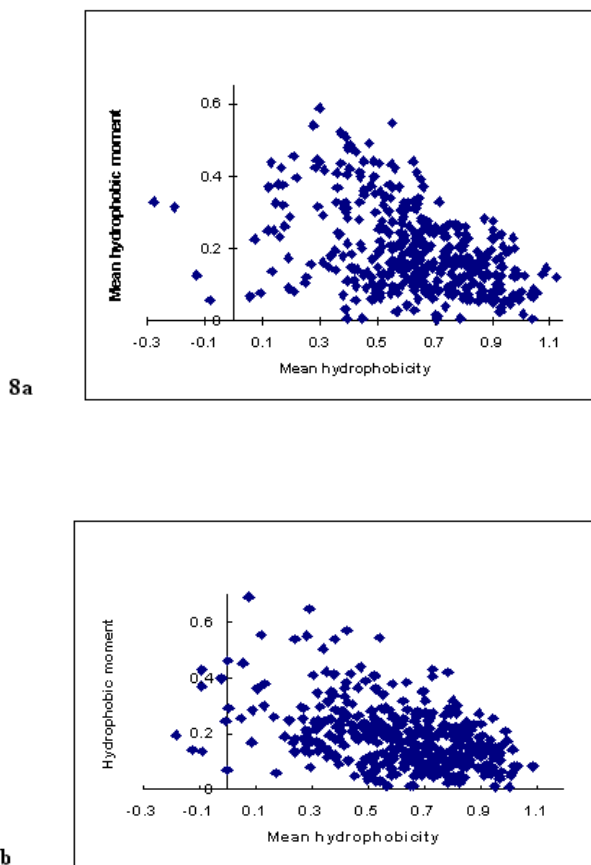 Mean hydrophobic moment
0.6
0.4
0.2
0
-0.3 -0.1 0.1 0.3 0.5 0.7 0.9 1.1
Mean hydrophobicity
8a
Hydrophobic moment
0.6
0.4
0.2
0
-0.3 -0.1 0.1 0.3 0.5 0.7 0.9 1.1
Mean hydrophobicity
b